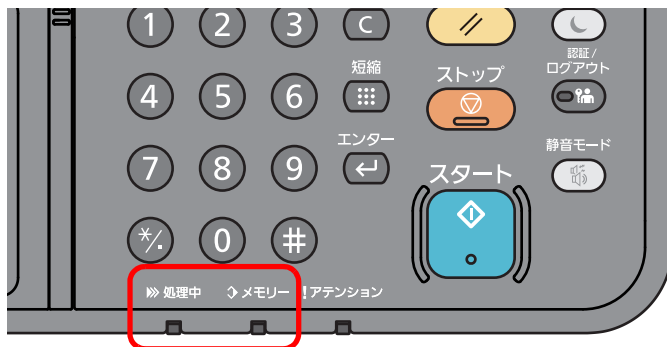 1 2 3 C
認証/
ログアウト
短縮
ストップ
4 5 6
エンター
静音モード
7 8 9
スタート
*/. 0 #
処理中 メモリー !アテンション